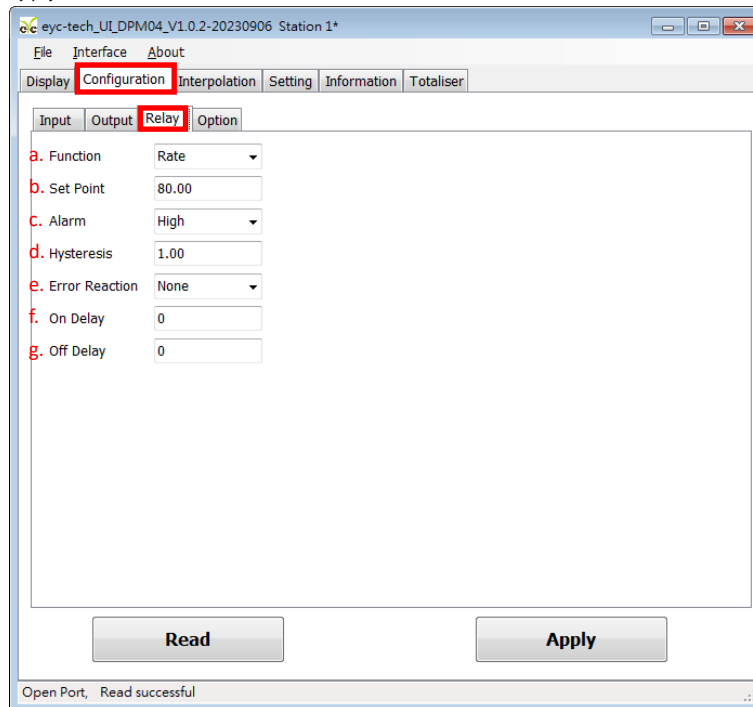 eyc-tech_UI_DPM04_V1.0.2-20230906 Station 1*
File Interface About
Display Configuration Interpolation Setting Information Totaliser
Input Output Relay Option
a. Function Rate
b. Set Point 80.00
c. Alarm High
d. Hysteresis 1.00
e. Error Reaction None
f. On Delay 0
g. Off Delay 0
Read Apply
Open Port, Read successful